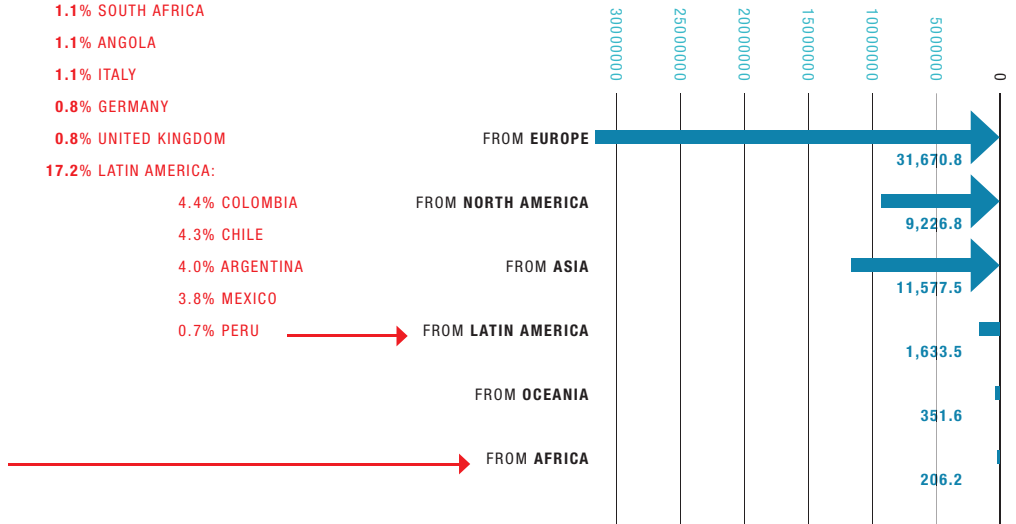 1.1% SOUTH AFRICA
1.1% ANGOLA
1.1% ITALY
0.8% GERMANY
0.8% UNITED KINGDOM
17.2% LATIN AMERICA:
4.4% COLOMBIA
4.3% CHILE
4.0% ARGENTINA
3.8% MEXICO
0.7% PERU
30000000
25000000
20000000
15000000
10000000
5000000
0
FROM EUROPE
31,670.8
FROM NORTH AMERICA
9,226.8
FROM ASIA
11,577.5
FROM LATIN AMERICA
1,633.5
FROM OCEANIA
351.6
FROM AFRICA
206.2